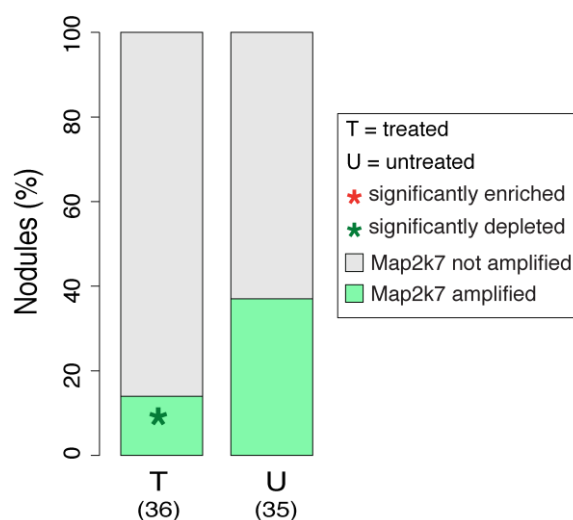 100
80
60
40
20
0
Nodules (%)
*
T
U
(36)
(35)
T = treated
U = untreated
* significantly enriched
* significantly depleted
Map2k7 not amplified
Map2k7 amplified